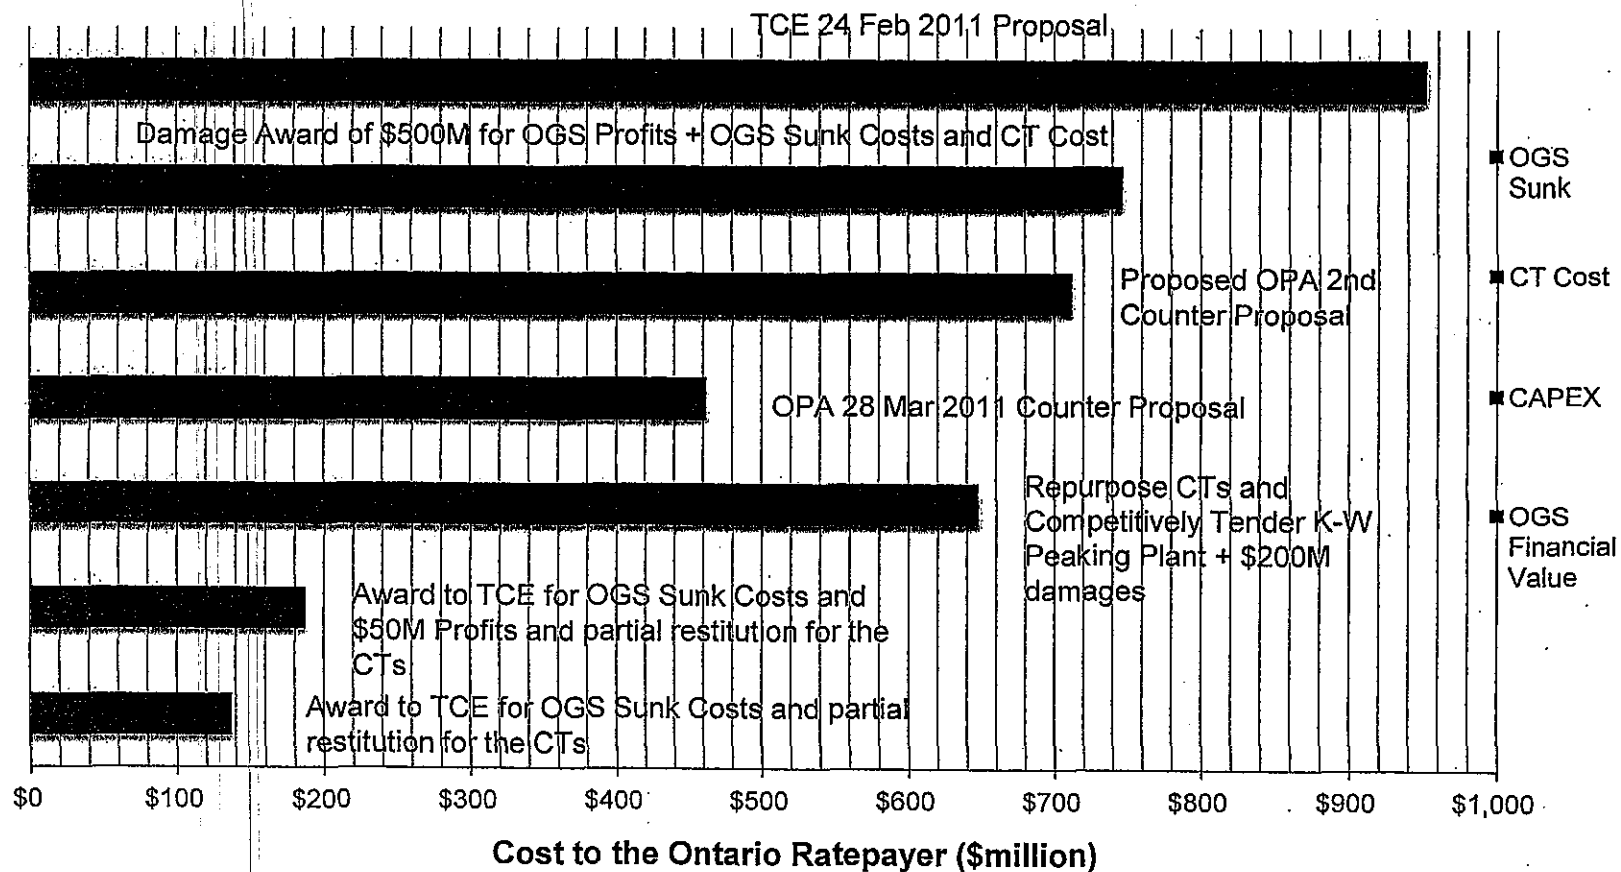 TCE 24 Feb 2011 Proposal
Damage Award of $500M for OGS Profits + OGS Sunk Costs and CT Cost
Proposed OPA 2nd
Counter Proposal
OPA 28 Mar 2011 Counter Proposal
Repurpose CTs and
Competitively Tender K-W
Peaking Plant + $200M
damages
Award to TCE for OGS Sunk Costs and
$50M Profits and partial restitution for the
CTs
Award to TCE for OGS Sunk Costs and partial
restitution for the CTs
OGS
Sunk
CT Cost
CAPEX
OGS
Financial
Value
$0 $100 $200 $300 $400 $500 $600 $700 $800 $900 $1,000
Cost to the Ontario Ratepayer ($million)